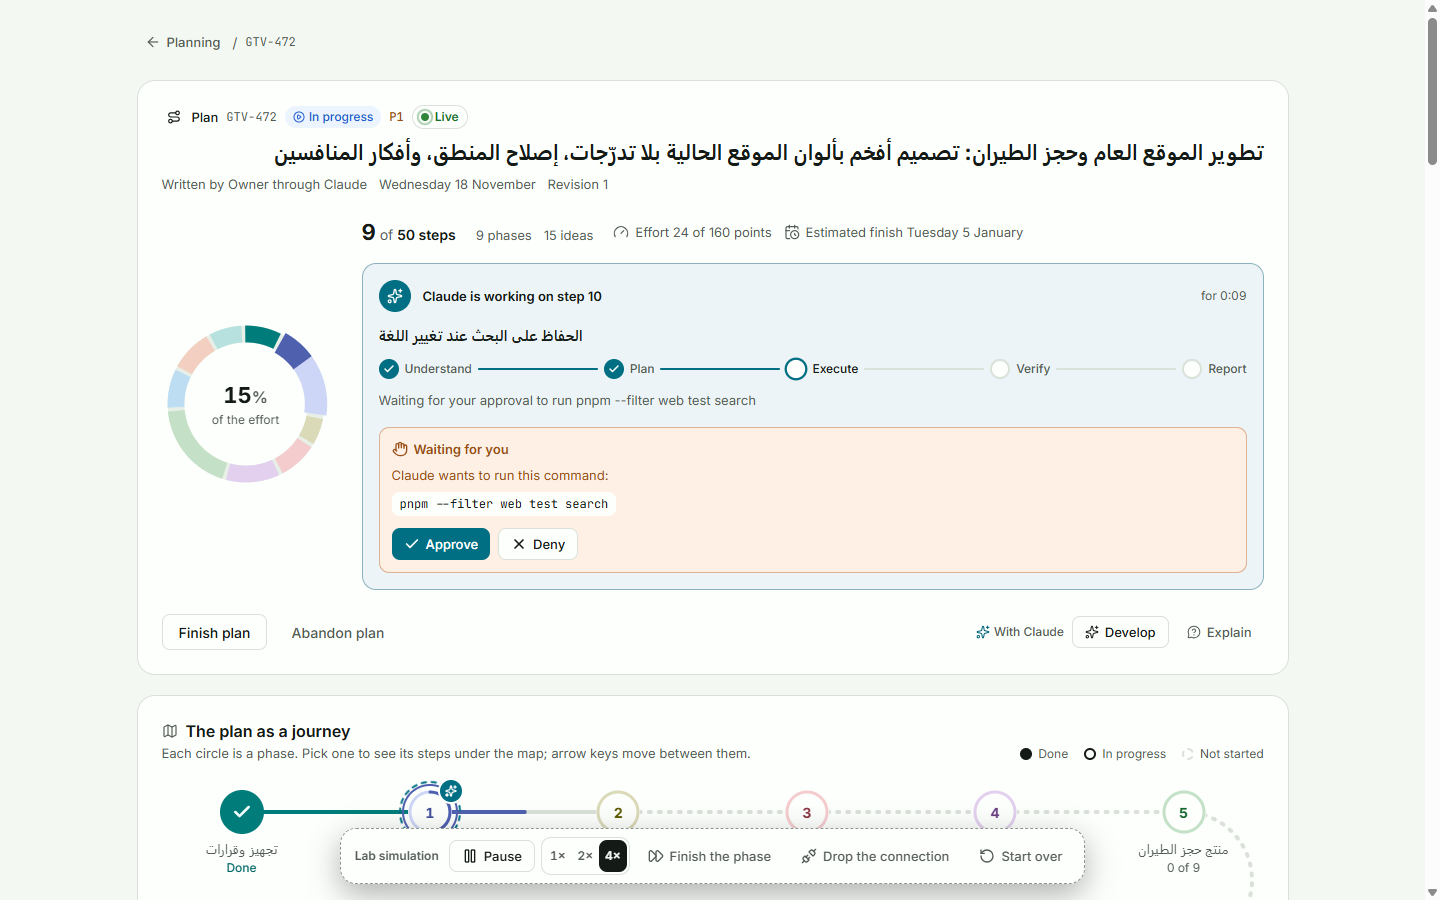 Planning / GTV-472
Plan GTV-472 In progress P1 Live
تطوير الموقع العام وحجز الطيران: تصميم أفخم بألوان الموقع الحالية بلا تدرّجات، إصلاح المنطق، وأفكار المنافسين
Written by Owner through Claude Wednesday 18 November Revision 1
9 of 50 steps 9 phases 15 ideas Effort 24 of 160 points Estimated finish Tuesday 5 January
Claude is working on step 10 for 0:09
الحفاظ على البحث عند تغيير اللغة
Understand Plan Execute Verify Report
Waiting for your approval to run pnpm --filter web test search
15%
of the effort
Waiting for you
Claude wants to run this command:
pnpm --filter web test search
Approve Deny
Finish plan Abandon plan With Claude Develop Explain
The plan as a journey
Each circle is a phase. Pick one to see its steps under the map; arrow keys move between them. Done In progress Not started
1 2 3 4 5
تجهيز وقرارات
Done
منتج حجز الطيران
0 of 9
Lab simulation Pause 1× 2× 4× Finish the phase Drop the connection Start over